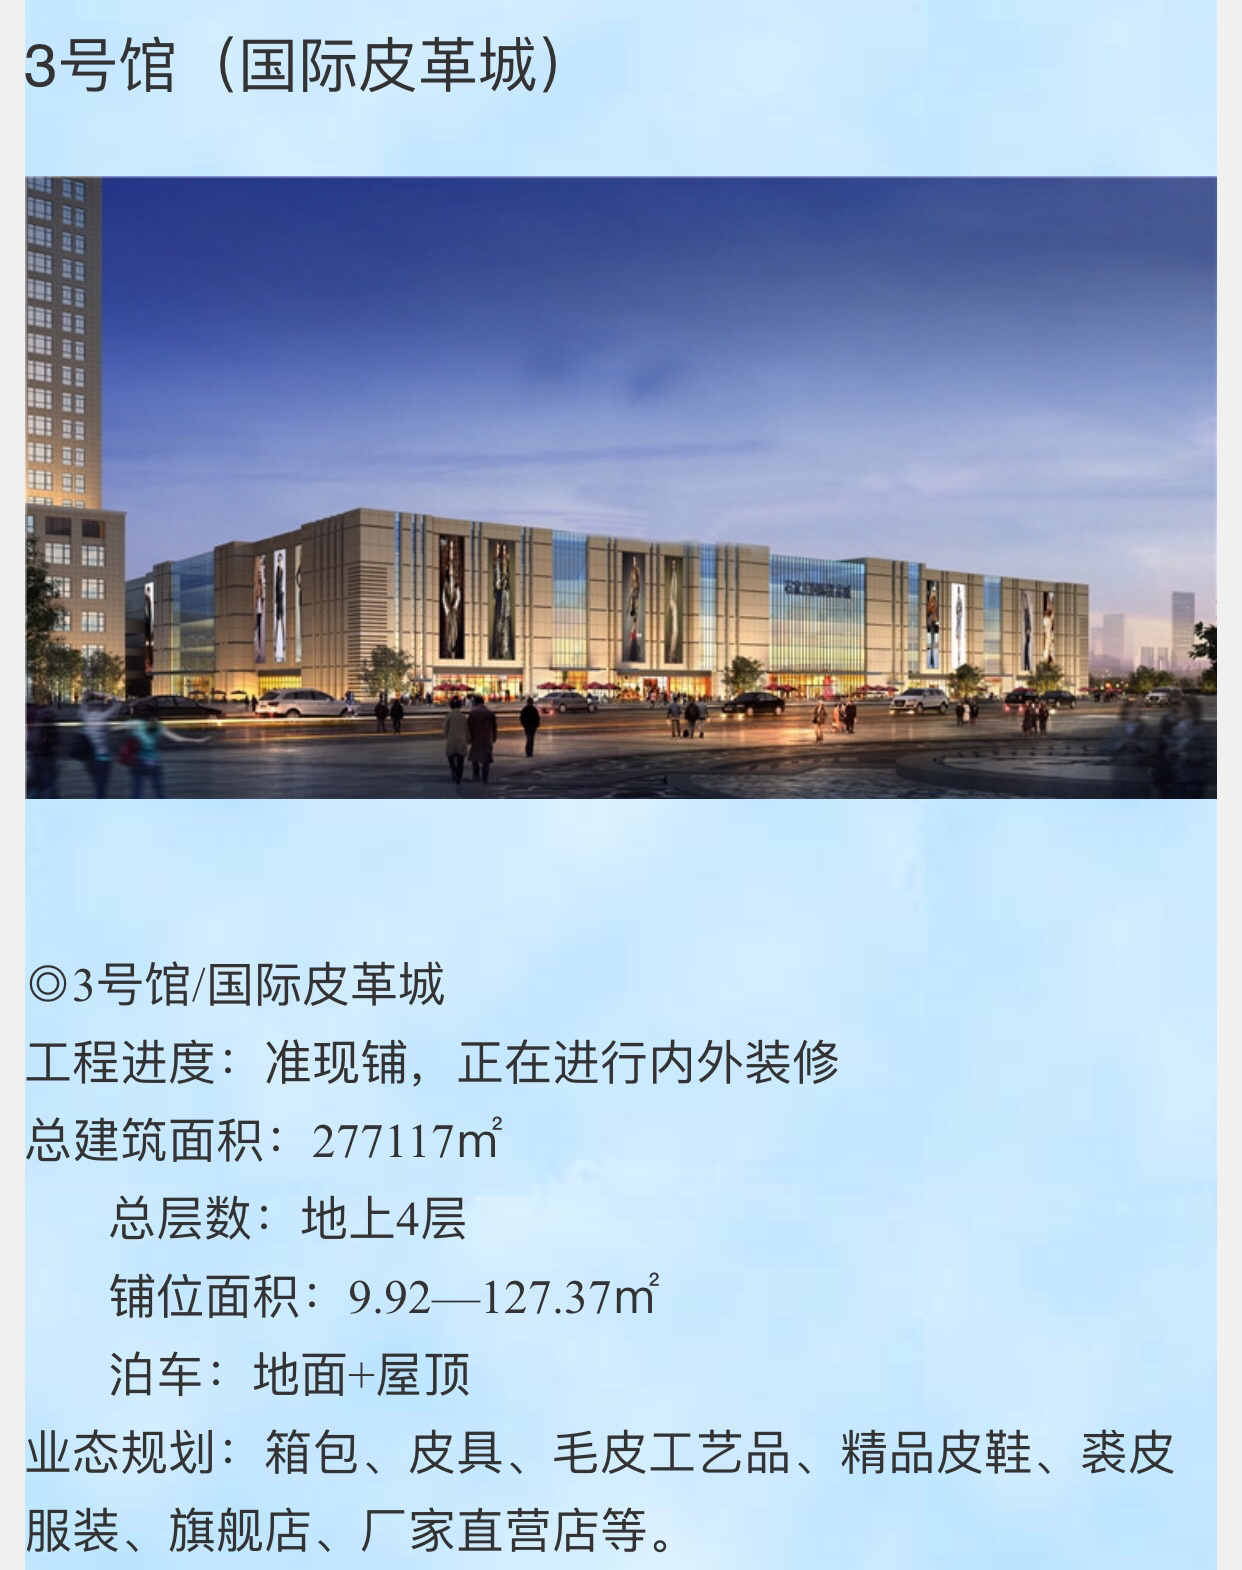 3号馆（国际皮革城）
◎3号馆/国际皮革城
工程进度：准现铺，正在进行内外装修
总建筑面积：277117㎡
总层数：地上4层
铺位面积：9.92—127.37㎡
泊车：地面+屋顶
业态规划：箱包、皮具、毛皮工艺品、精品皮鞋、裘皮
服装、旗舰店、厂家直营店等。